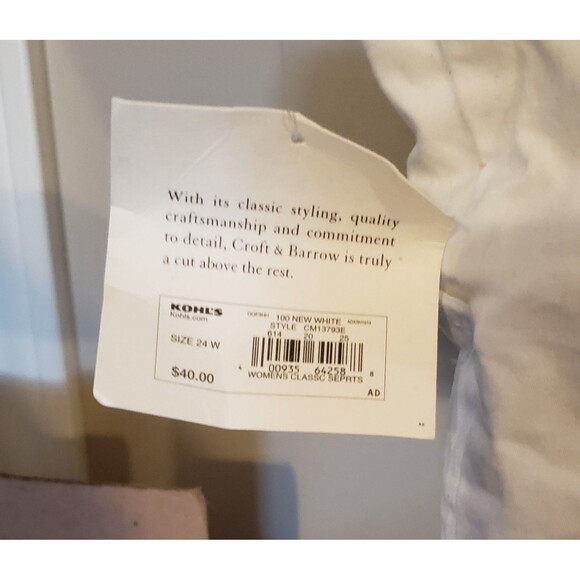 With its classic styling, quality
craftsmanship and commitment
to detail, Croft & Barrow is truly
a cut above the rest.
KOHL'S
Kohls.com
SIZE 24 W
$40.00
100 NEW WHITE
STYLE CM13793E
614 20 25
4 00935 64258 8
WOMENS CLASSC SEPRTS
AD